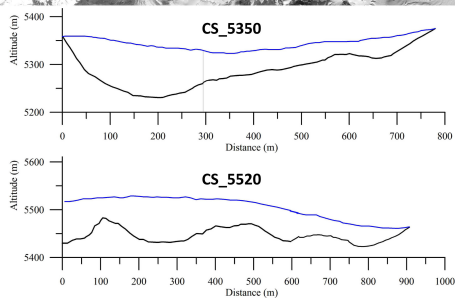 CS_5350
Altitude (m)
5400
5300
5200
0 100 200 300 400 500 600 700 800
Distance (m)
CS_5520
Altitude (m)
5600
5500
5400
0 100 200 300 400 500 600 700 800 900 1000
Distance (m)